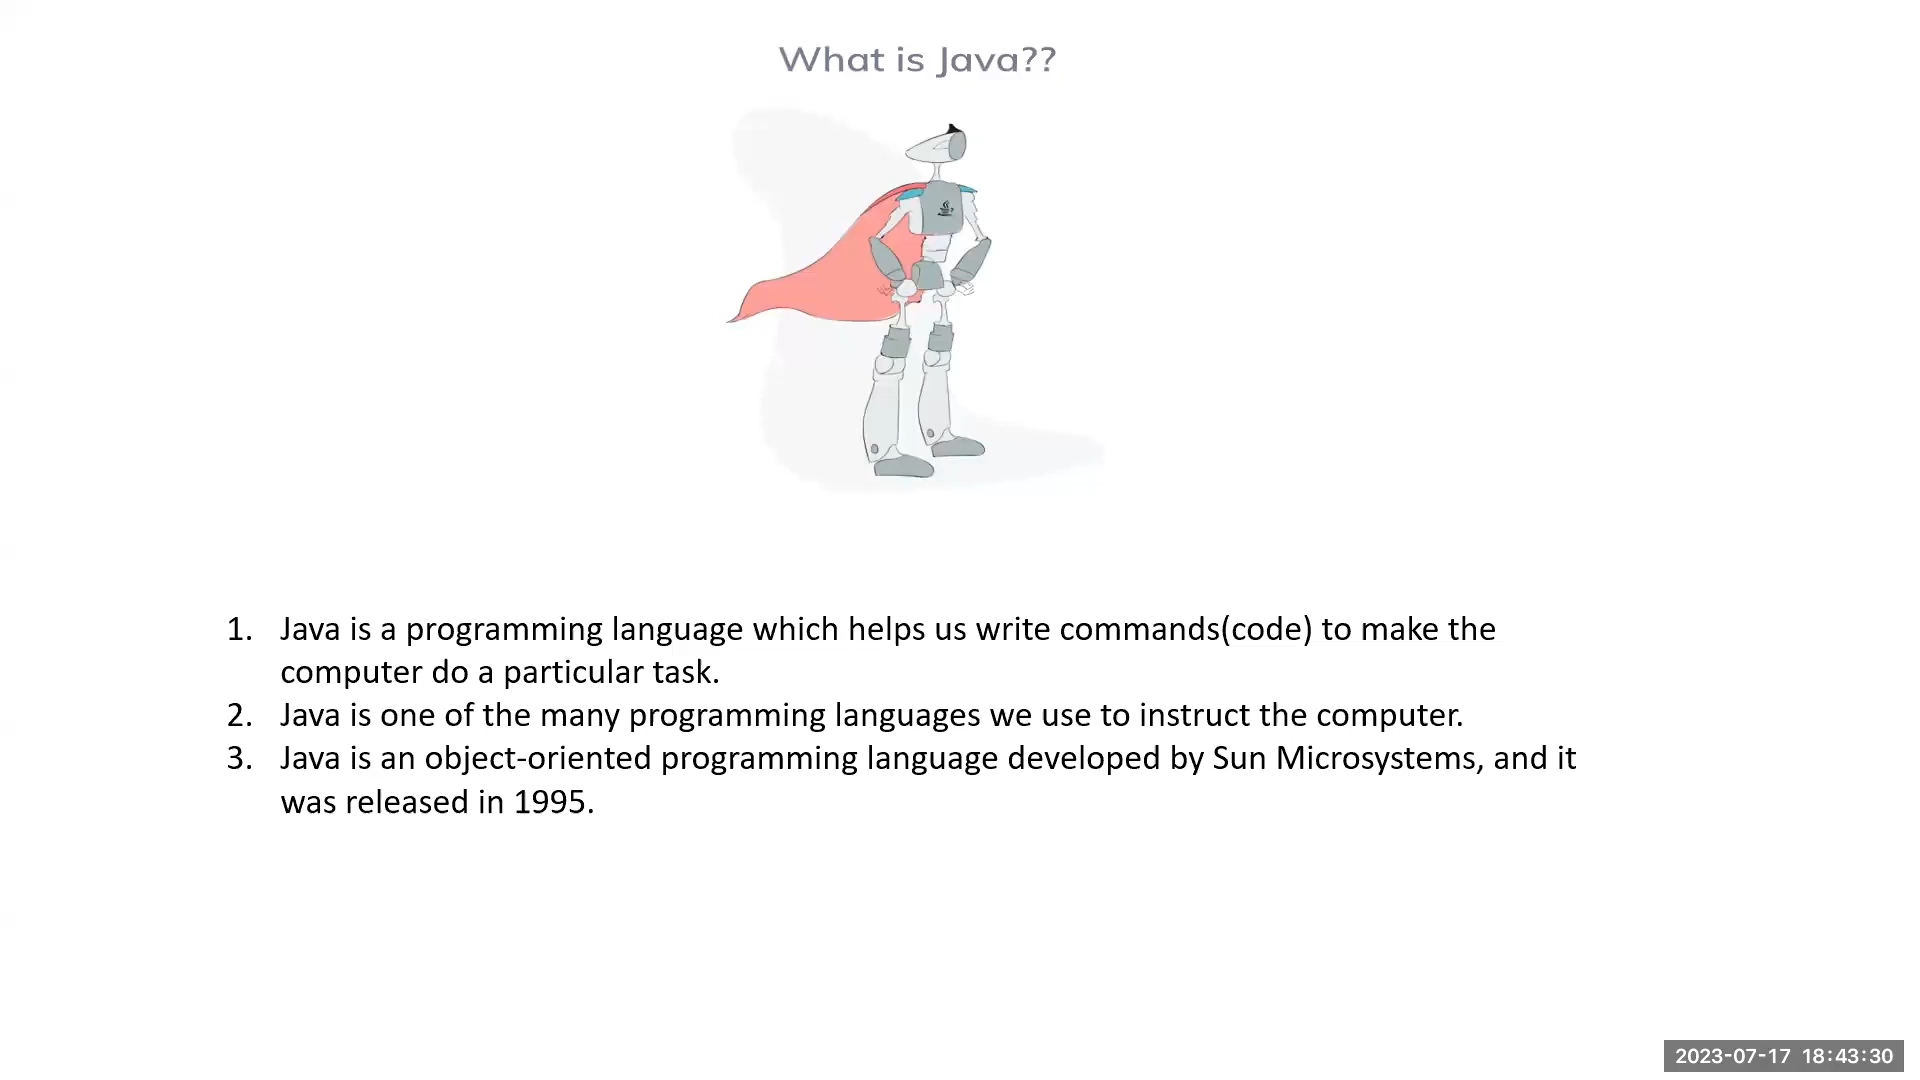 What is Java??
1. Java is a programming language which helps us write commands(code) to make the
computer do a particular task.
2. Java is one of the many programming languages we use to instruct the computer.
3. Java is an object-oriented programming language developed by Sun Microsystems, and it
was released in 1995.
2023-07-17 18:43:30